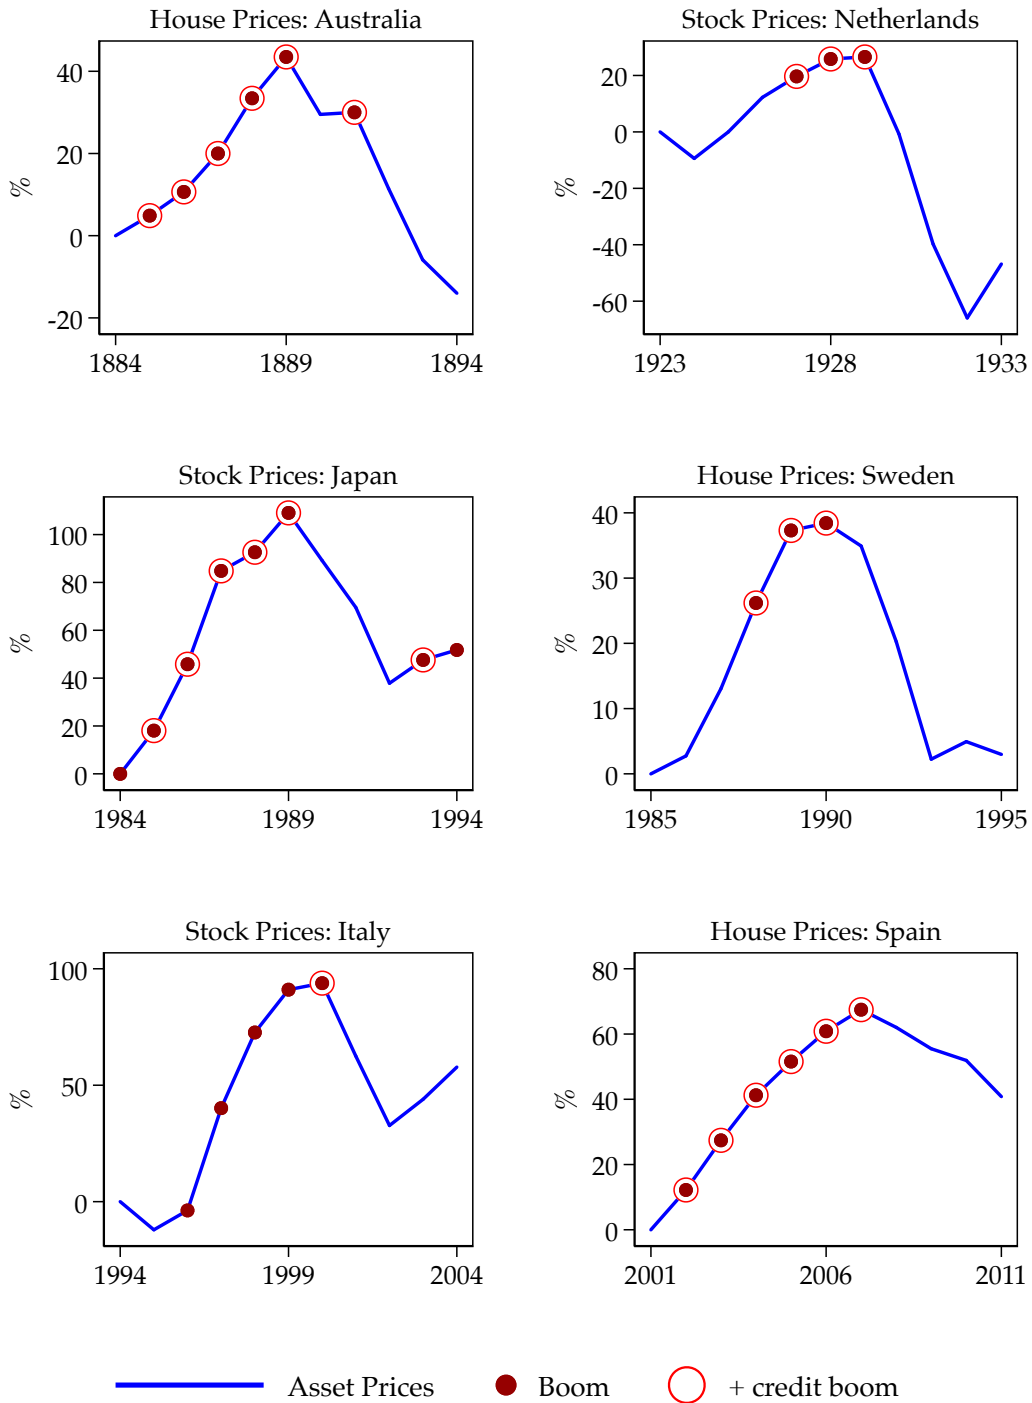 House Prices: Australia
%
40
20
0
-20
1884 1889 1894
Stock Prices: Netherlands
%
20
0
-20
-40
-60
1923 1928 1933
Stock Prices: Japan
%
100
80
60
40
20
0
1984 1989 1994
House Prices: Sweden
%
40
30
20
10
0
1985 1990 1995
Stock Prices: Italy
%
100
50
0
1994 1999 2004
House Prices: Spain
%
80
60
40
20
0
2001 2006 2011
Asset Prices Boom + credit boom